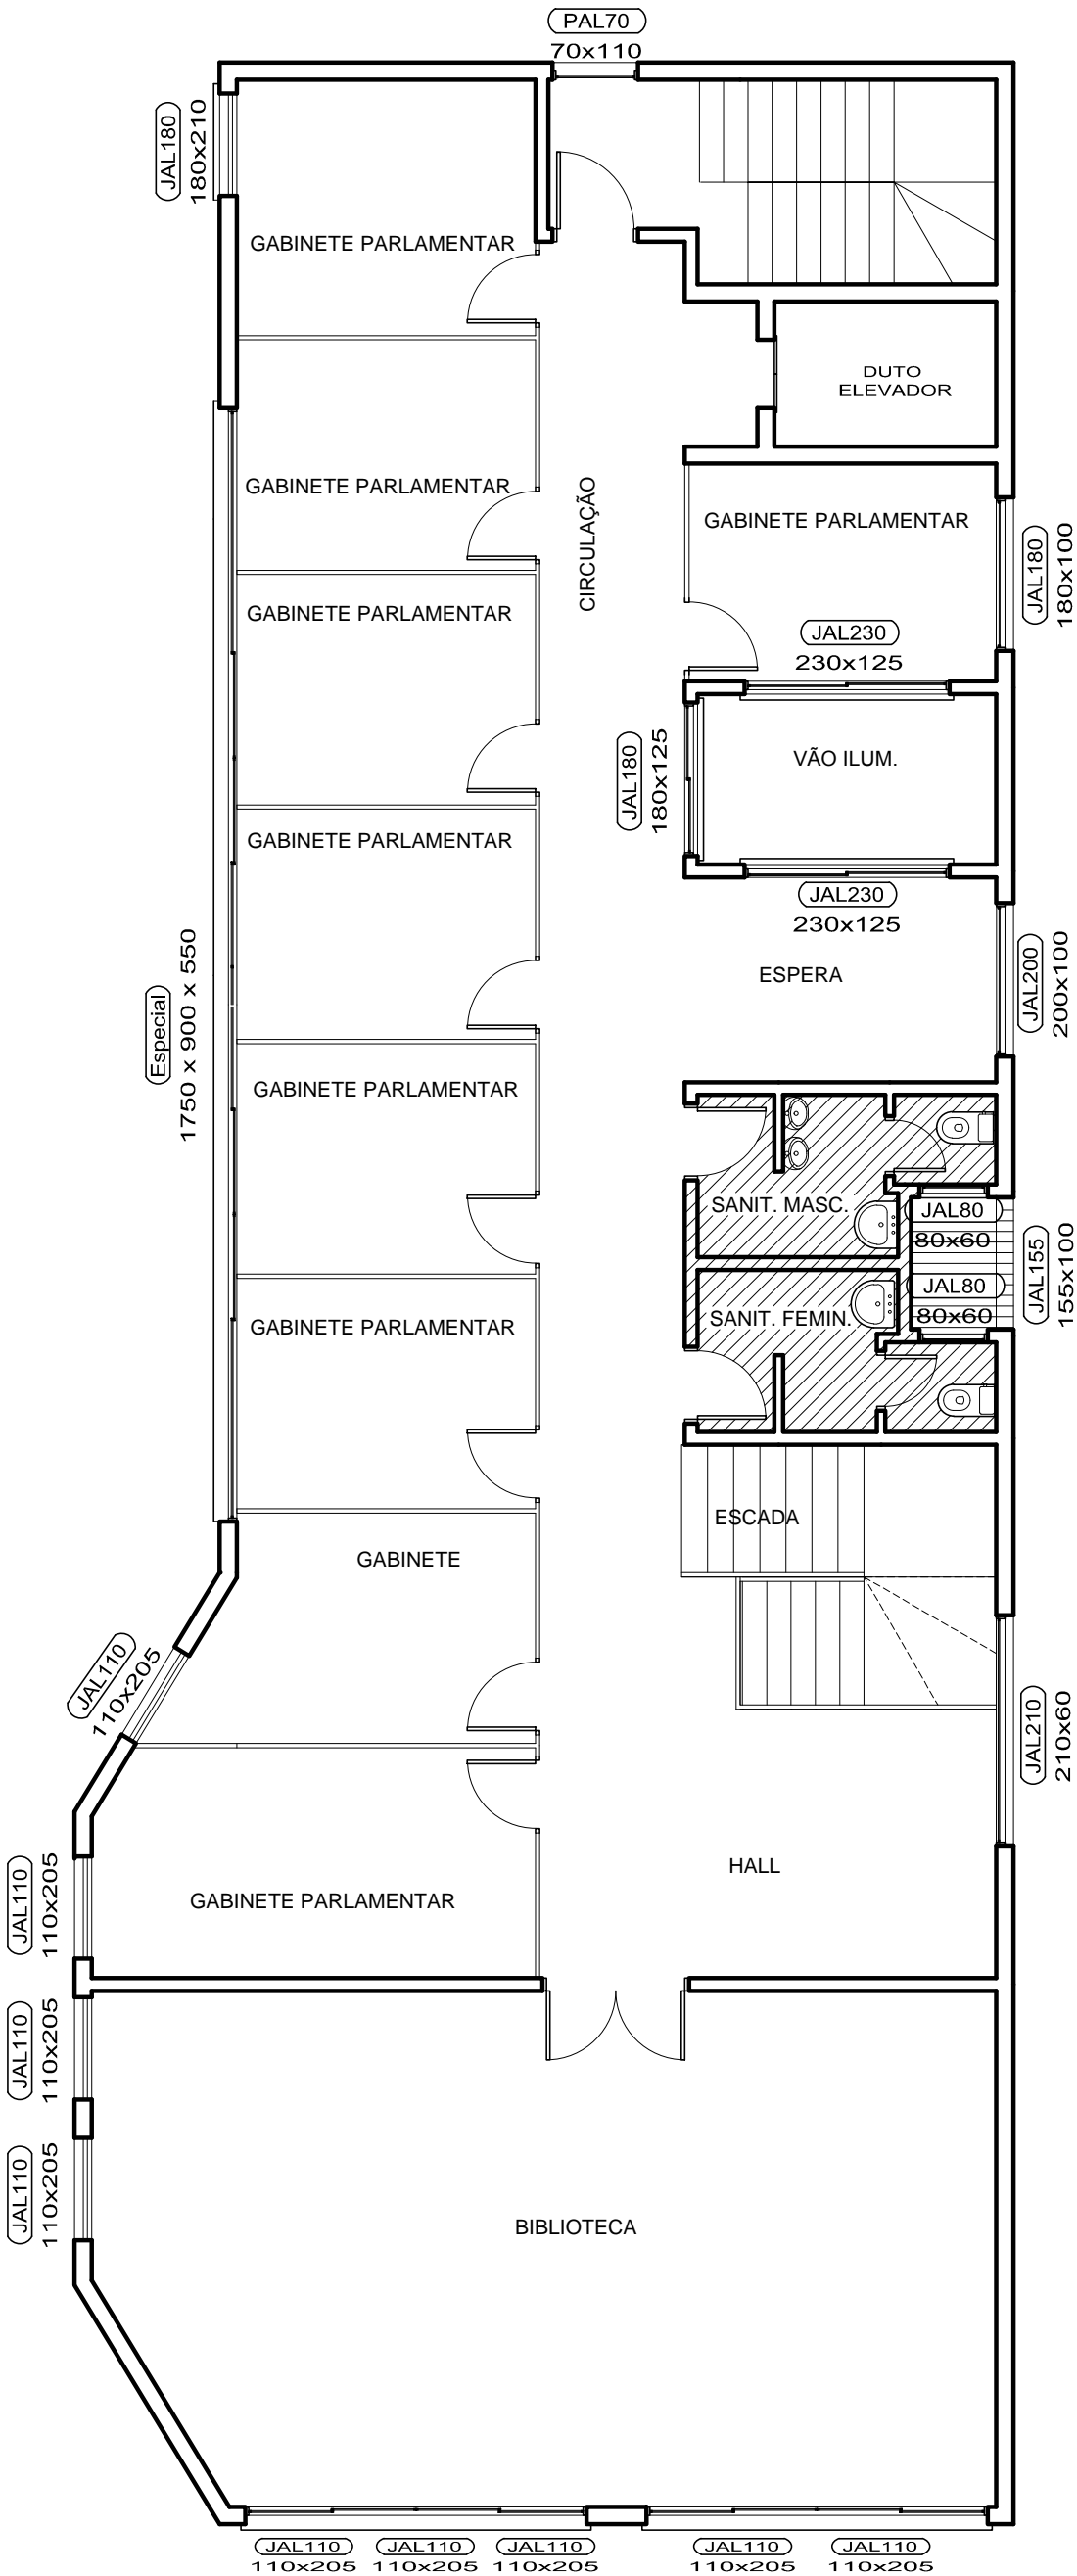 PAL70
70x110
JAL180
180x210
GABINETE PARLAMENTAR
DUTO
ELEVADOR
GABINETE PARLAMENTAR
CIRCULAÇÃO
GABINETE PARLAMENTAR
JAL180
180x100
GABINETE PARLAMENTAR
JAL230
230x125
JAL180
180x125
VÃO ILUM.
GABINETE PARLAMENTAR
JAL230
230x125
ESPERA
JAL200
200x100
Especial
1750 x 900 x 550
GABINETE PARLAMENTAR
SANIT. MASC.
JAL80
80x60
JAL80
80x60
JAL155
155x100
SANIT. FEMIN.
GABINETE PARLAMENTAR
ESCADA
GABINETE
JAL110
110x205
JAL210
210x60
HALL
GABINETE PARLAMENTAR
JAL110
110x205
JAL110
110x205
JAL110
110x205
BIBLIOTECA
JAL110
110x205
JAL110
110x205
JAL110
110x205
JAL110
110x205
JAL110
110x205